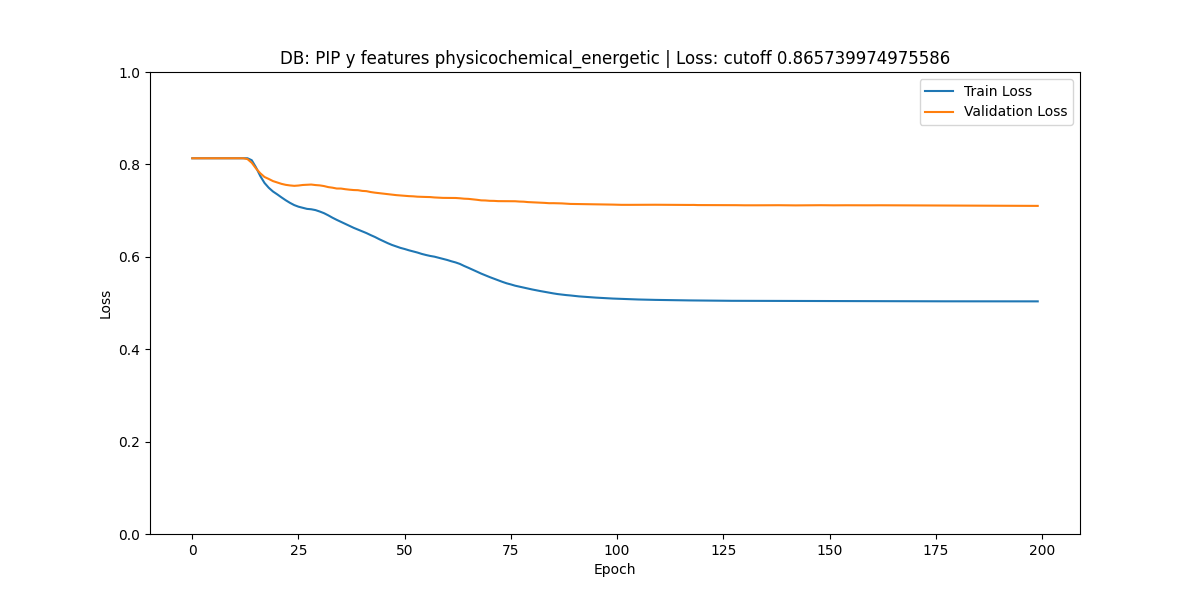 DB: PIP y features physicochemical_energetic | Loss: cutoff 0.865739974975586
Train Loss
Validation Loss
1.0
0.8
0.6
0.4
0.2
0.0
Loss
0 25 50 75 100 125 150 175 200
Epoch